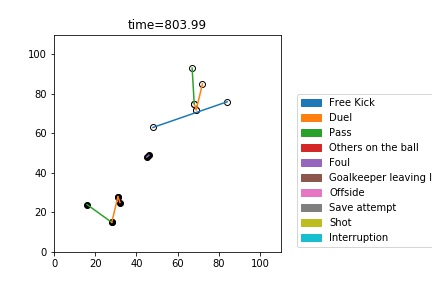 time=803.99
100
80
60
40
20
0
0 20 40 60 80 100
Free Kick
Duel
Pass
Others on the ball
Foul
Goalkeeper leaving l
Offside
Save attempt
Shot
Interruption